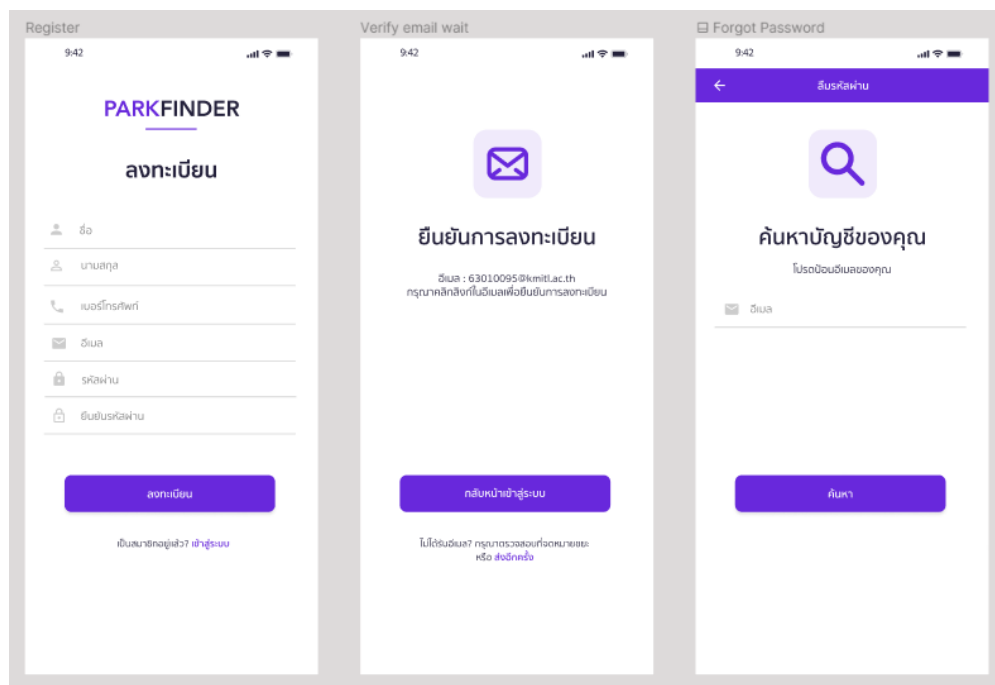 Register
9:42
PARKFINDER
ลงทะเบียน
ชื่อ
นามสกุล
เบอร์โทรศัพท์
อีเมล
รหัสผ่าน
ยืนยันรหัสผ่าน
ลงทะเบียน
เป็นสมาชิกอยู่แล้ว? เข้าสู่ระบบ
Verify email wait
9:42
ยืนยันการลงทะเบียน
อีเมล : 63010095@kmitl.ac.th
กรุณาคลิกลิงก์ในอีเมลเพื่อยืนยันการลงทะเบียน
กลับหน้าเข้าสู่ระบบ
ไม่ได้รับอีเมล? กรุณาตรวจสอบที่จดหมายขยะ
หรือ ส่งอีกครั้ง
Forgot Password
9:42
ลืมรหัสผ่าน
ค้นหาบัญชีของคุณ
โปรดป้อนอีเมลของคุณ
อีเมล
ค้นหา